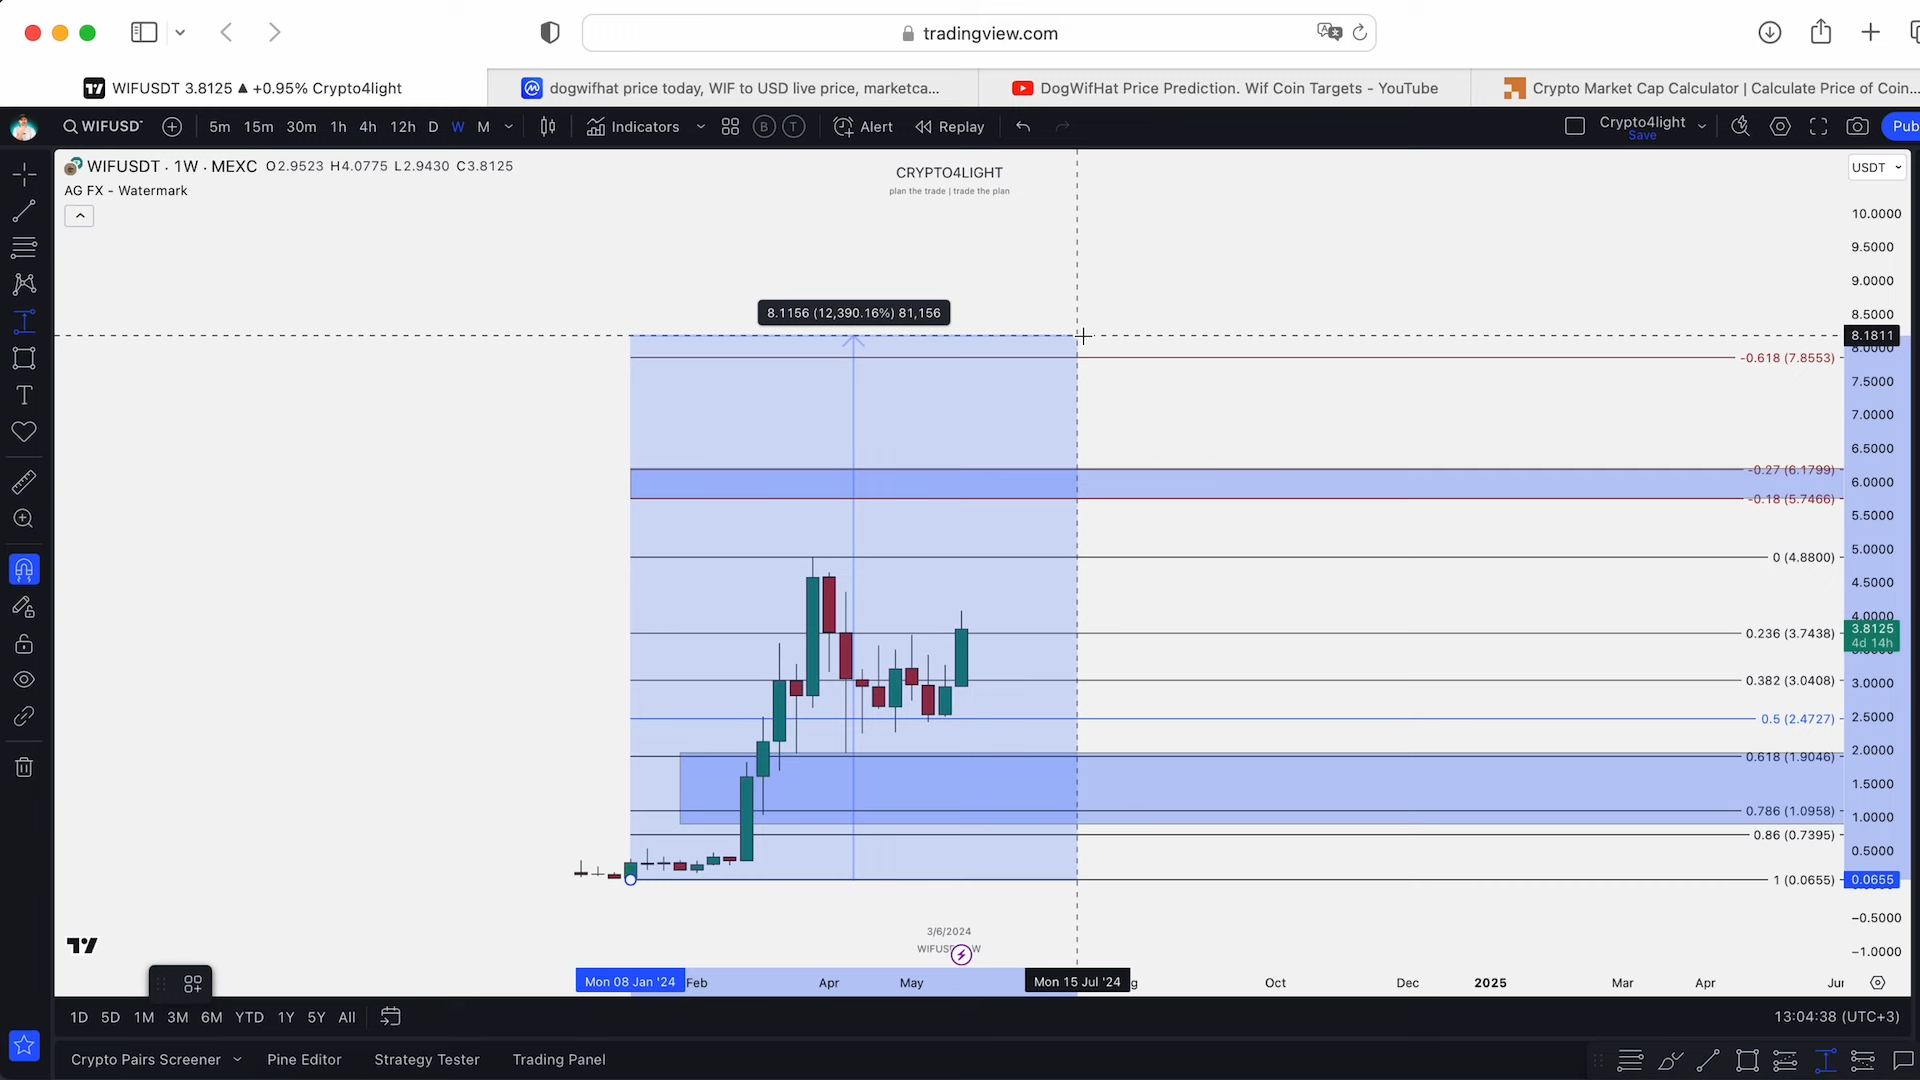 tradingview.com
WIFUSDT 3.8125 ▲ +0.95% Crypto4light
dogwifhat price today, WIF to USD live price, marketca...
DogWifHat Price Prediction. Wif Coin Targets - YouTube
Crypto Market Cap Calculator | Calculate Price of Coin...
WIFUSDT 5m 15m 30m 1h 4h 12h D W M Indicators B T Alert Replay Crypto4light Save Pub
WIFUSDT · 1W · MEXC O2.9523 H4.0775 L2.9430 C3.8125
AG FX - Watermark
CRYPTO4LIGHT
plan the trade | trade the plan
USDT
10.0000
9.5000
9.0000
8.1156 (12,390.16%) 81,156
8.5000
8.1811
8.0000
-0.618 (7.8553)
7.5000
7.0000
6.5000
-0.27 (6.1799)
6.0000
-0.18 (5.7466)
5.5000
5.0000
0 (4.8800)
4.5000
4.0000
0.236 (3.7438)
3.8125
4d 14h
0.382 (3.0408)
3.0000
0.5 (2.4727)
2.5000
2.0000
0.618 (1.9046)
1.5000
0.786 (1.0958)
1.0000
0.86 (0.7395)
0.5000
1 (0.0655)
0.0655
−0.5000
−1.0000
3/6/2024
Mon 08 Jan '24 Feb Apr May Mon 15 Jul '24 g Oct Dec 2025 Mar Apr Jun
1D 5D 1M 3M 6M YTD 1Y 5Y All
13:04:38 (UTC+3)
Crypto Pairs Screener Pine Editor Strategy Tester Trading Panel